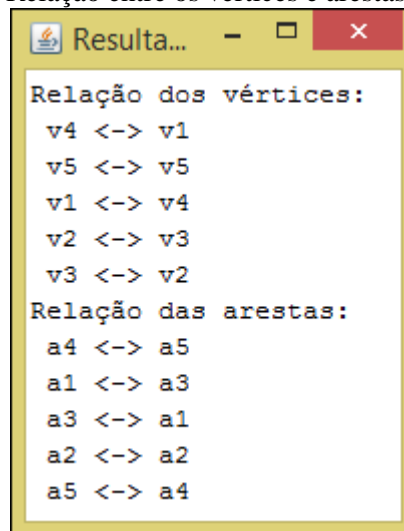 Relação entre os vértices e arestas
Resulta...
Relação dos vértices:
v4 <-> v1
v5 <-> v5
v1 <-> v4
v2 <-> v3
v3 <-> v2
Relação das arestas:
a4 <-> a5
a1 <-> a3
a3 <-> a1
a2 <-> a2
a5 <-> a4